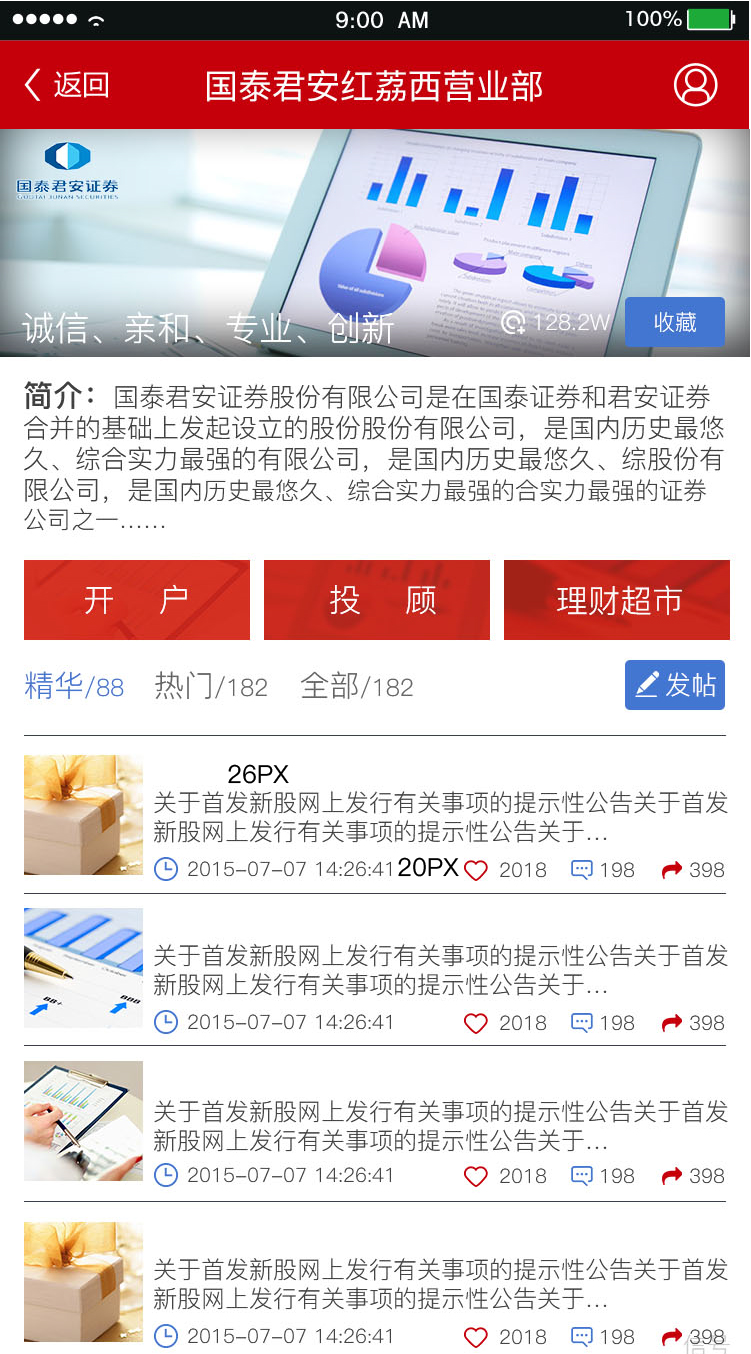 9:00 AM
100%
返回
国泰君安红荔西营业部
国泰君安证券
GUOTAI JUNAN SECURITIES
诚信、亲和、专业、创新
128.2W
收藏
简介：国泰君安证券股份有限公司是在国泰证券和君安证券
合并的基础上发起设立的股份股份有限公司，是国内历史最悠
久、综合实力最强的有限公司，是国内历史最悠久、综股份有
限公司，是国内历史最悠久、综合实力最强的合实力最强的证券
公司之一……
开 户
投 顾
理财超市
精华/88
热门/182
全部/182
发帖
26PX
关于首发新股网上发行有关事项的提示性公告关于首发
新股网上发行有关事项的提示性公告关于...
2015-07-07 14:26:41
20PX
2018
198
398
关于首发新股网上发行有关事项的提示性公告关于首发
新股网上发行有关事项的提示性公告关于...
2015-07-07 14:26:41
2018
198
398
关于首发新股网上发行有关事项的提示性公告关于首发
新股网上发行有关事项的提示性公告关于...
2015-07-07 14:26:41
2018
198
398
关于首发新股网上发行有关事项的提示性公告关于首发
新股网上发行有关事项的提示性公告关于...
2015-07-07 14:26:41
2018
198
398